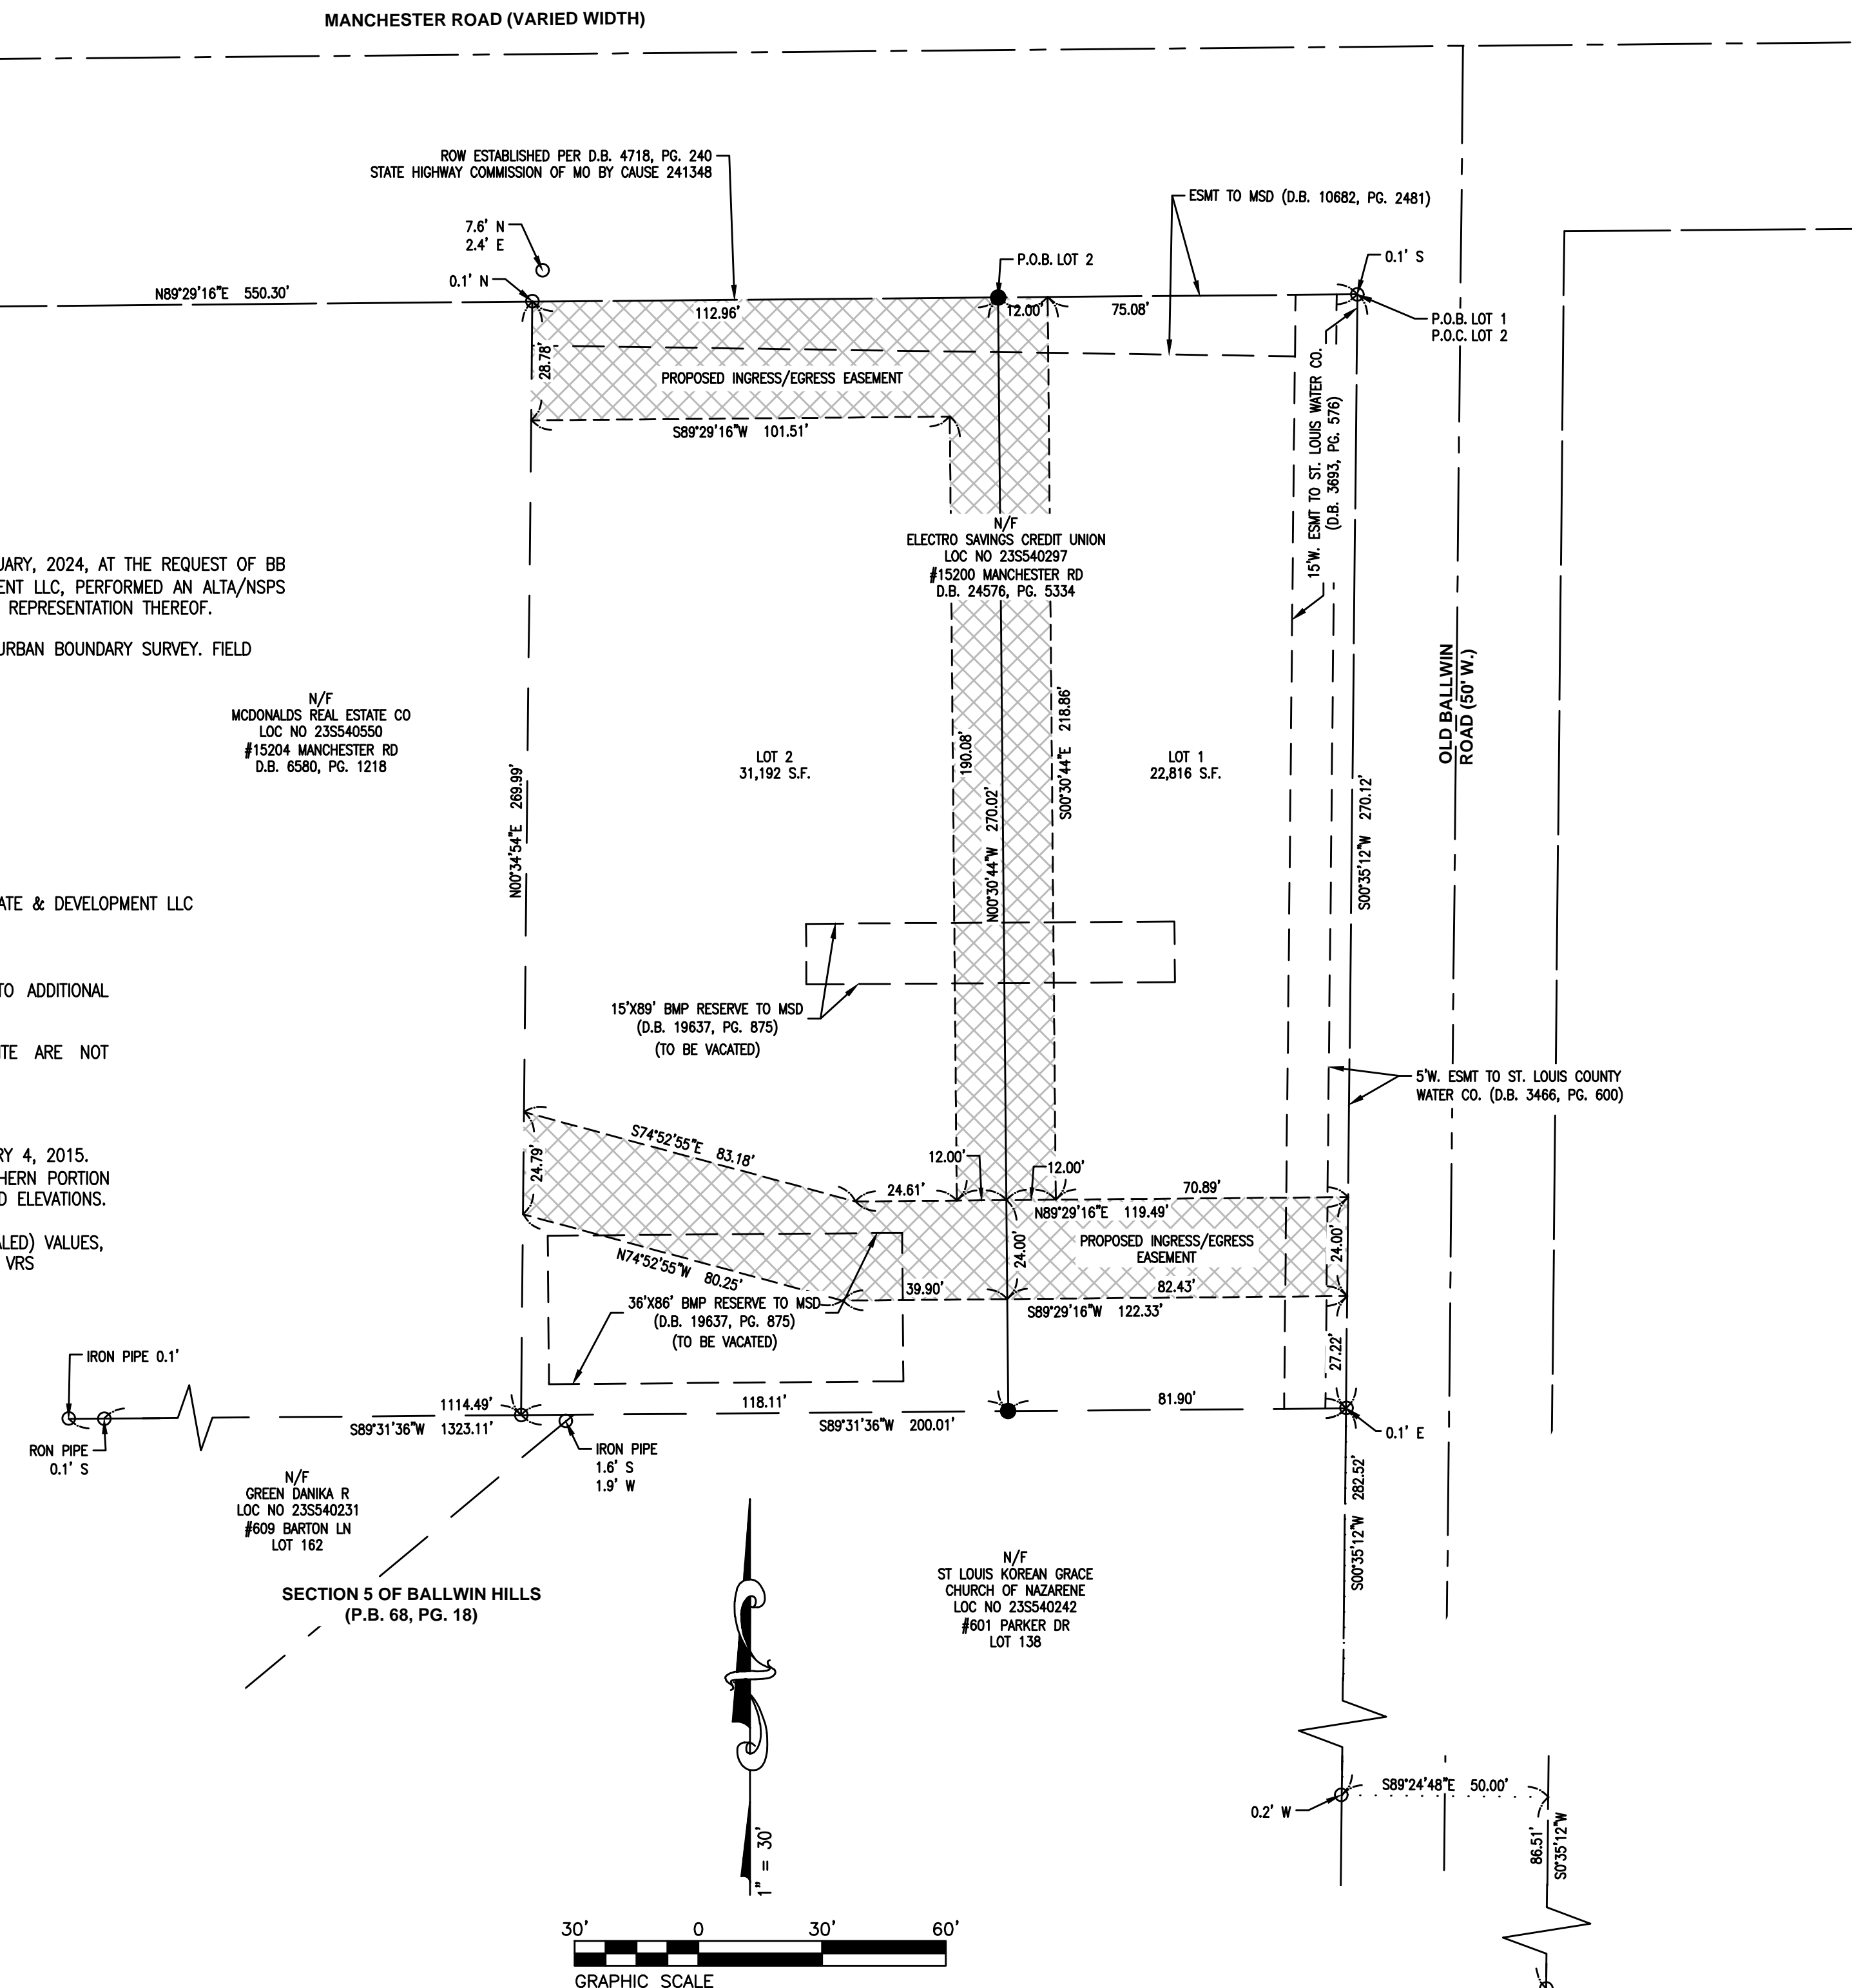 MANCHESTER ROAD (VARIED WIDTH)
ROW ESTABLISHED PER D.B. 4718, PG. 240
STATE HIGHWAY COMMISSION OF MO BY CAUSE 241348
ESMT TO MSD (D.B. 10682, PG. 2481)
7.6' N
2.4' E
0.1' N
P.O.B. LOT 2
0.1' S
N89°29'16"E 550.30'
112.96'
12.00'
75.08'
P.O.B. LOT 1
P.O.C. LOT 2
28.78'
PROPOSED INGRESS/EGRESS EASEMENT
S89°29'16"W 101.51'
15'W. ESMT TO ST. LOUIS WATER CO.
(D.B. 3693, PG. 576)
N/F
ELECTRO SAVINGS CREDIT UNION
LOC NO 23S540297
#15200 MANCHESTER RD
D.B. 24576, PG. 5334
UARY, 2024, AT THE REQUEST OF BB
ENT LLC, PERFORMED AN ALTA/NSPS
REPRESENTATION THEREOF.
URBAN BOUNDARY SURVEY. FIELD
N/F
MCDONALDS REAL ESTATE CO
LOC NO 23S540550
#15204 MANCHESTER RD
D.B. 6580, PG. 1218
OLD BALLWIN
ROAD (50' W.)
LOT 2
31,192 S.F.
190.08'
S00°30'44"E 218.86'
LOT 1
22,816 S.F.
N00°34'54"E 269.99'
N00°30'44"W 270.02'
S00°35'12"W 270.12'
ATE & DEVELOPMENT LLC
TO ADDITIONAL
15'X89' BMP RESERVE TO MSD
(D.B. 19637, PG. 875)
(TO BE VACATED)
ITE ARE NOT
5'W. ESMT TO ST. LOUIS COUNTY
WATER CO. (D.B. 3466, PG. 600)
RY 4, 2015.
HERN PORTION
D ELEVATIONS.
ALED) VALUES,
VRS
S74°52'55"E 83.18'
24.79'
12.00'
12.00'
24.61'
70.89'
N89°29'16"E 119.49'
24.00'
PROPOSED INGRESS/EGRESS
EASEMENT
24.00'
N74°52'55"W 80.25'
39.90'
82.43'
S89°29'16"W 122.33'
36'X86' BMP RESERVE TO MSD
(D.B. 19637, PG. 875)
(TO BE VACATED)
27.22'
IRON PIPE 0.1'
1114.49'
S89°31'36"W 1323.11'
118.11'
S89°31'36"W 200.01'
81.90'
0.1' E
RON PIPE
0.1' S
IRON PIPE
1.6' S
1.9' W
N/F
GREEN DANIKA R
LOC NO 23S540231
#609 BARTON LN
LOT 162
S00°35'12"W 282.52'
SECTION 5 OF BALLWIN HILLS
(P.B. 68, PG. 18)
N/F
ST LOUIS KOREAN GRACE
CHURCH OF NAZARENE
LOC NO 23S540242
#601 PARKER DR
LOT 138
S89°24'48"E 50.00'
0.2' W
86.51'
S0°35'12"W
1" = 30'
30' 0 30' 60'
GRAPHIC SCALE